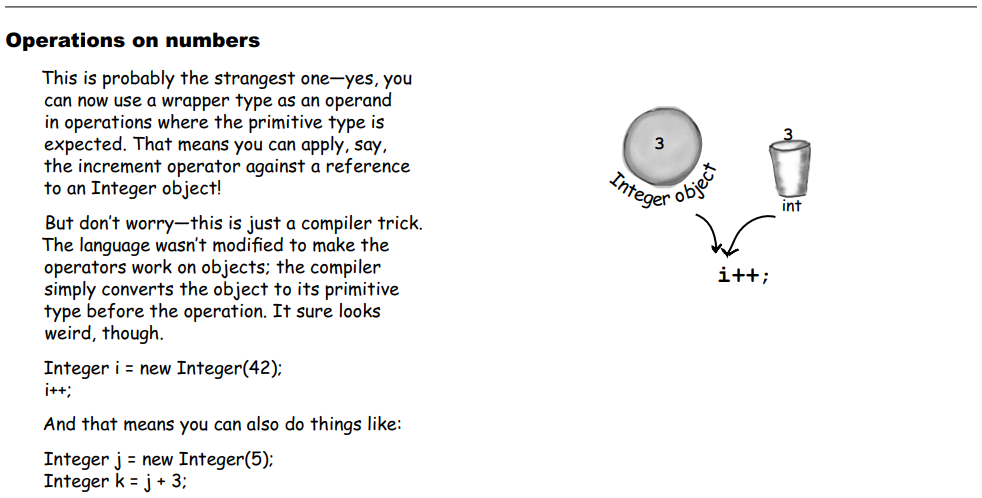 Operations on numbers
This is probably the strangest one—yes, you
can now use a wrapper type as an operand
in operations where the primitive type is
expected. That means you can apply, say,
the increment operator against a reference
to an Integer object!
But don’t worry—this is just a compiler trick.
The language wasn’t modified to make the
operators work on objects; the compiler
simply converts the object to its primitive
type before the operation. It sure looks
weird, though.
Integer i = new Integer(42);
i++;
And that means you can also do things like:
Integer j = new Integer(5);
Integer k = j + 3;
3
Integer object
3
int
i++;